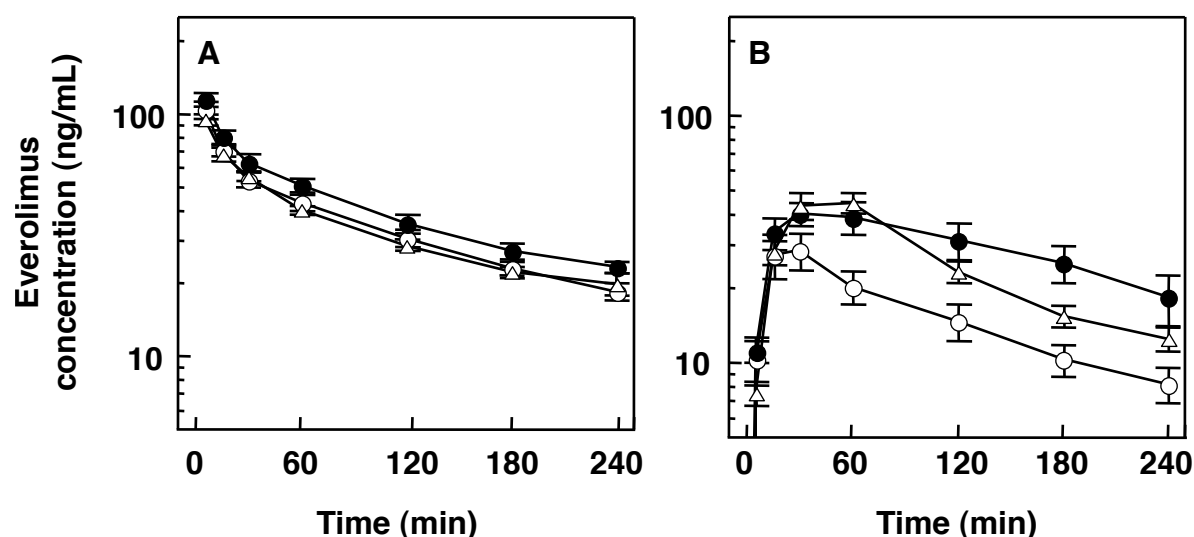 Everolimus
concentration (ng/mL)
A
100
10
0 60 120 180 240
Time (min)
B
100
10
0 60 120 180 240
Time (min)